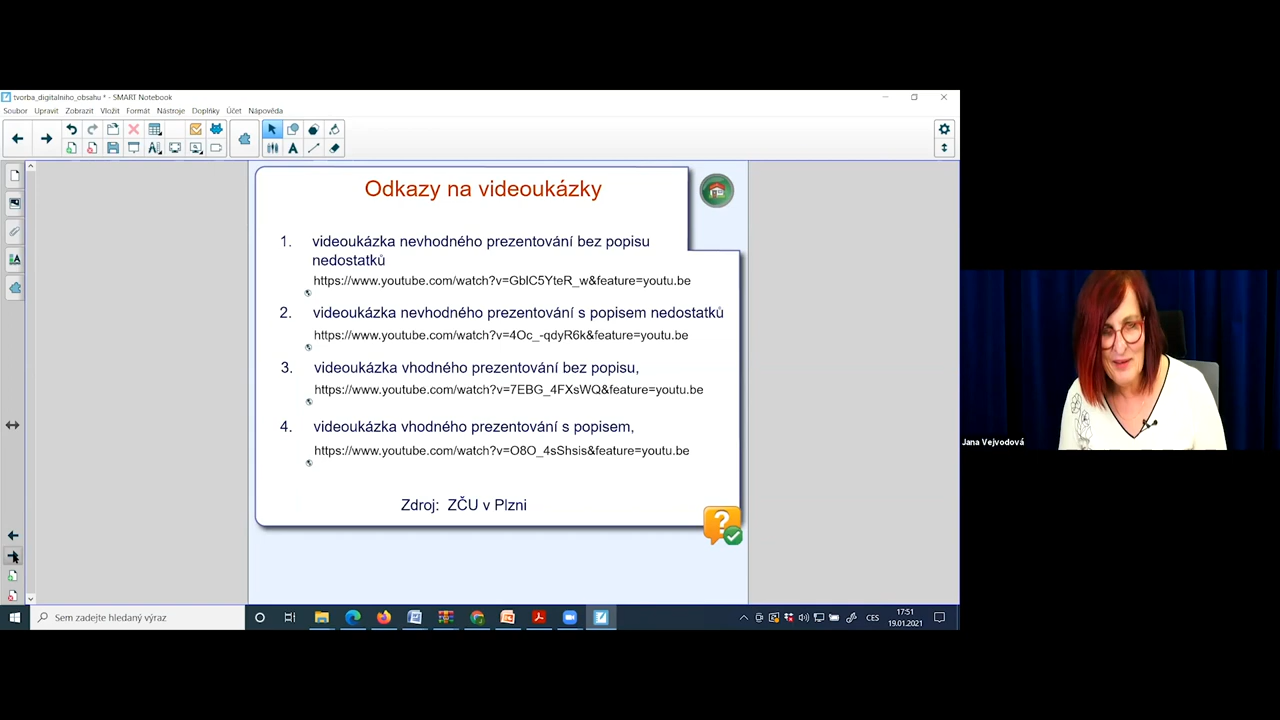 tvorba_digitalniho_obsahu * - SMART Notebook
Soubor Upravit Zobrazit Vložit Formát Nástroje Doplňky Účet Nápověda
Odkazy na videoukázky
1. videoukázka nevhodného prezentování bez popisu
nedostatků
https://www.youtube.com/watch?v=GbIC5YteR_w&feature=youtu.be
2. videoukázka nevhodného prezentování s popisem nedostatků
https://www.youtube.com/watch?v=4Oc_-qdyR6k&feature=youtu.be
3. videoukázka vhodného prezentování bez popisu,
https://www.youtube.com/watch?v=7EBG_4FXsWQ&feature=youtu.be
4. videoukázka vhodného prezentování s popisem,
https://www.youtube.com/watch?v=O8O_4sShsis&feature=youtu.be
Zdroj: ZČU v Plzni
Jana Vejvodová
Sem zadejte hledaný výraz
CES
17:51
19.01.2021